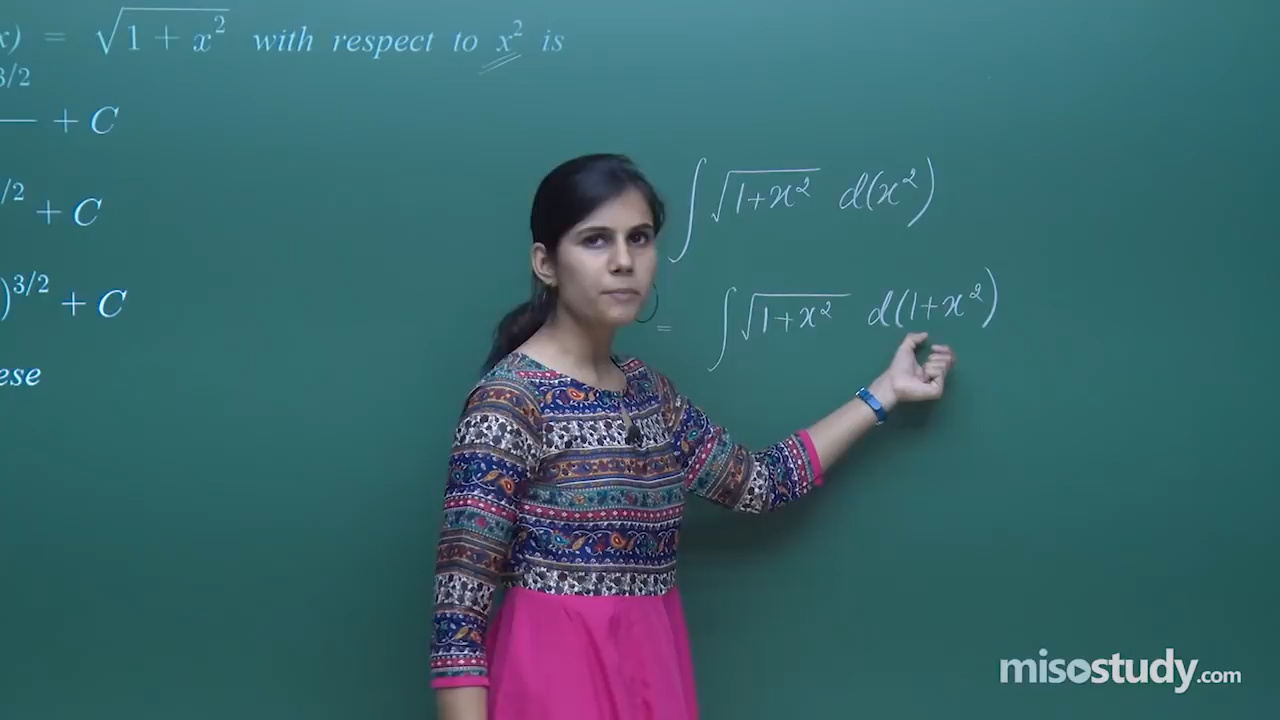 x) = √(1 + x²) with respect to x² is
3/2
+ C
/2 + C
)^3/2 + C
ese
∫ √(1+x²) d(x²)
= ∫ √(1+x²) d(1+x²)
misostudy.com